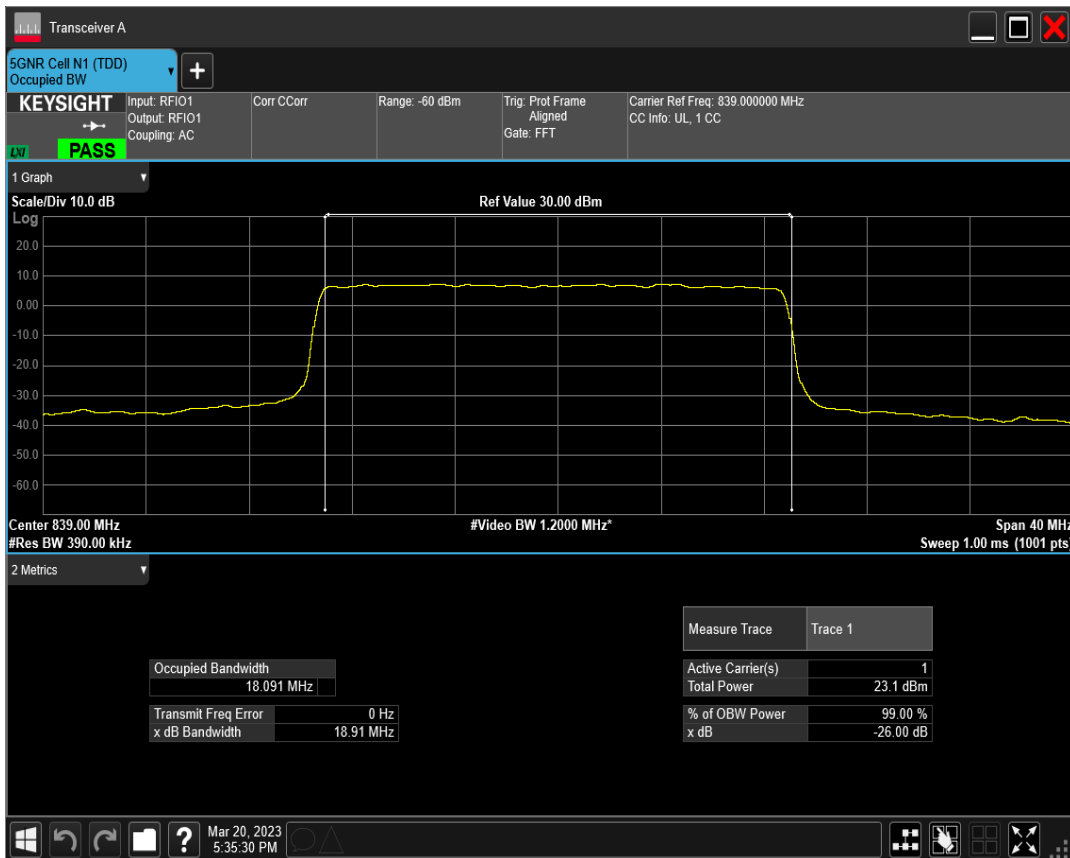 Transceiver A
5GNR Cell N1 (TDD)
Occupied BW
KEYSIGHT
LXI
PASS
Input: RFIO1
Output: RFIO1
Coupling: AC
Corr CCorr
Range: -60 dBm
Trig: Prot Frame
Aligned
Gate: FFT
Carrier Ref Freq: 839.000000 MHz
CC Info: UL, 1 CC
1 Graph
Scale/Div 10.0 dB
Ref Value 30.00 dBm
Log
20.0
10.0
0.00
-10.0
-20.0
-30.0
-40.0
-50.0
-60.0
Center 839.00 MHz
#Video BW 1.2000 MHz*
Span 40 MHz
#Res BW 390.00 kHz
Sweep 1.00 ms (1001 pts)
2 Metrics
Measure Trace Trace 1
Occupied Bandwidth
18.091 MHz
Active Carrier(s) 1
Total Power 23.1 dBm
Transmit Freq Error 0 Hz
x dB Bandwidth 18.91 MHz
% of OBW Power 99.00 %
x dB -26.00 dB
?
Mar 20, 2023
5:35:30 PM